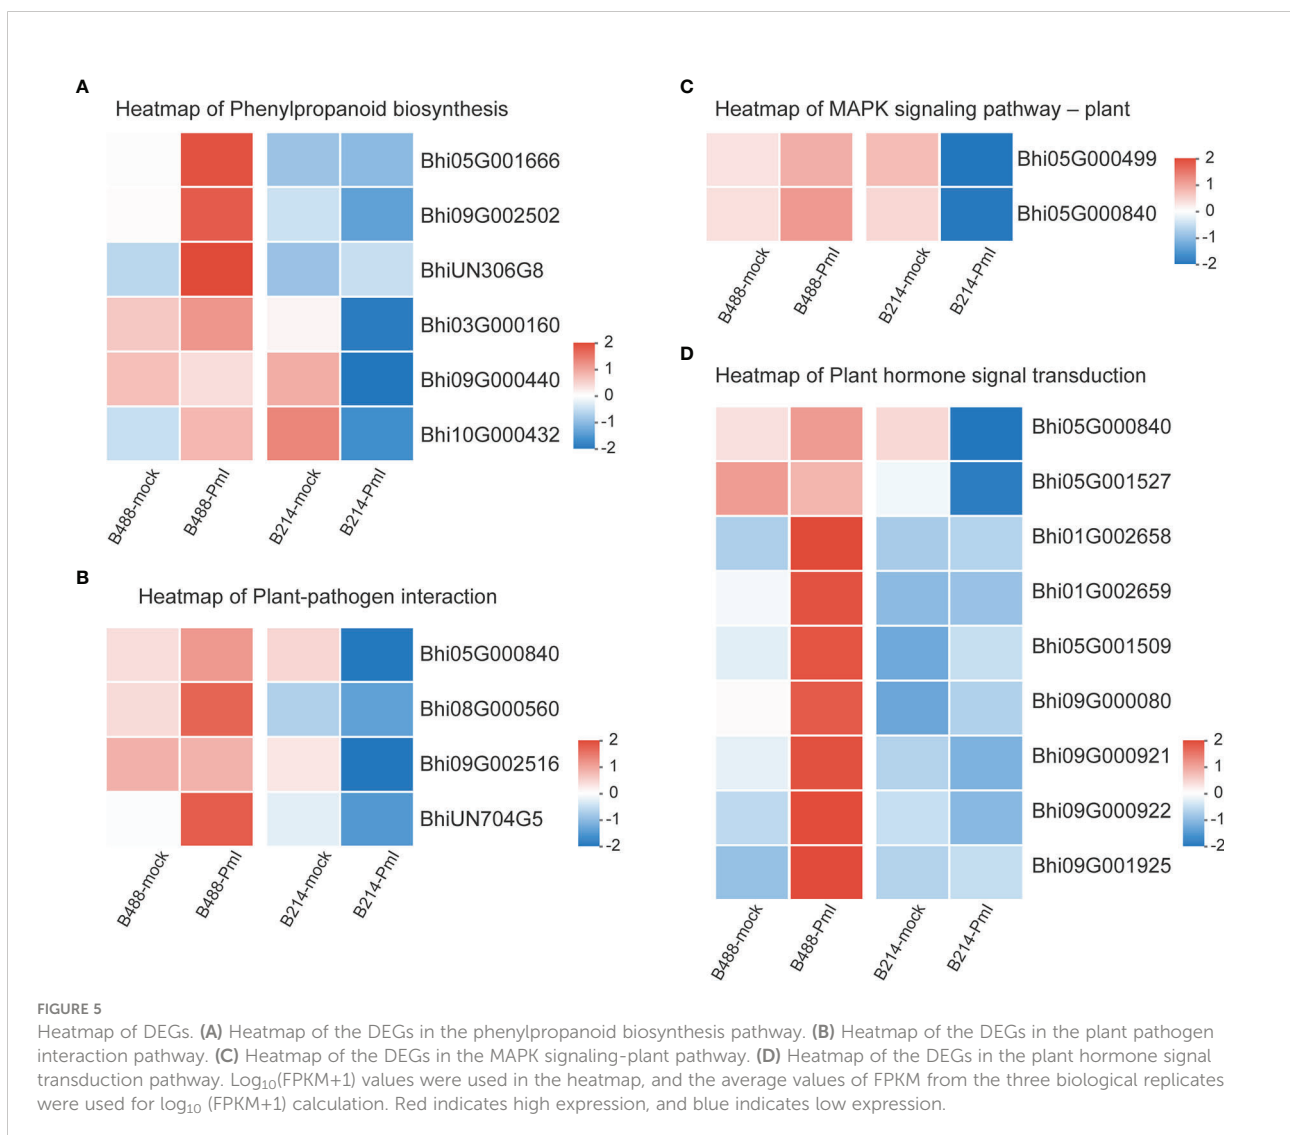 A
Heatmap of Phenylpropanoid biosynthesis
Bhi05G001666
Bhi09G002502
BhiUN306G8
Bhi03G000160
Bhi09G000440
Bhi10G000432
2
1
0
-1
-2
B488-mock
B488-Pml
B214-mock
B214-Pml
B
Heatmap of Plant-pathogen interaction
Bhi05G000840
Bhi08G000560
Bhi09G002516
BhiUN704G5
2
1
0
-1
-2
B488-mock
B488-Pml
B214-mock
B214-Pml
C
Heatmap of MAPK signaling pathway – plant
Bhi05G000499
Bhi05G000840
2
1
0
-1
-2
B488-mock
B488-Pml
B214-mock
B214-Pml
D
Heatmap of Plant hormone signal transduction
Bhi05G000840
Bhi05G001527
Bhi01G002658
Bhi01G002659
Bhi05G001509
Bhi09G000080
Bhi09G000921
Bhi09G000922
Bhi09G001925
2
1
0
-1
-2
B488-mock
B488-Pml
B214-mock
B214-Pml
FIGURE 5
Heatmap of DEGs. (A) Heatmap of the DEGs in the phenylpropanoid biosynthesis pathway. (B) Heatmap of the DEGs in the plant pathogen
interaction pathway. (C) Heatmap of the DEGs in the MAPK signaling-plant pathway. (D) Heatmap of the DEGs in the plant hormone signal
transduction pathway. Log₁₀(FPKM+1) values were used in the heatmap, and the average values of FPKM from the three biological replicates
were used for log₁₀ (FPKM+1) calculation. Red indicates high expression, and blue indicates low expression.